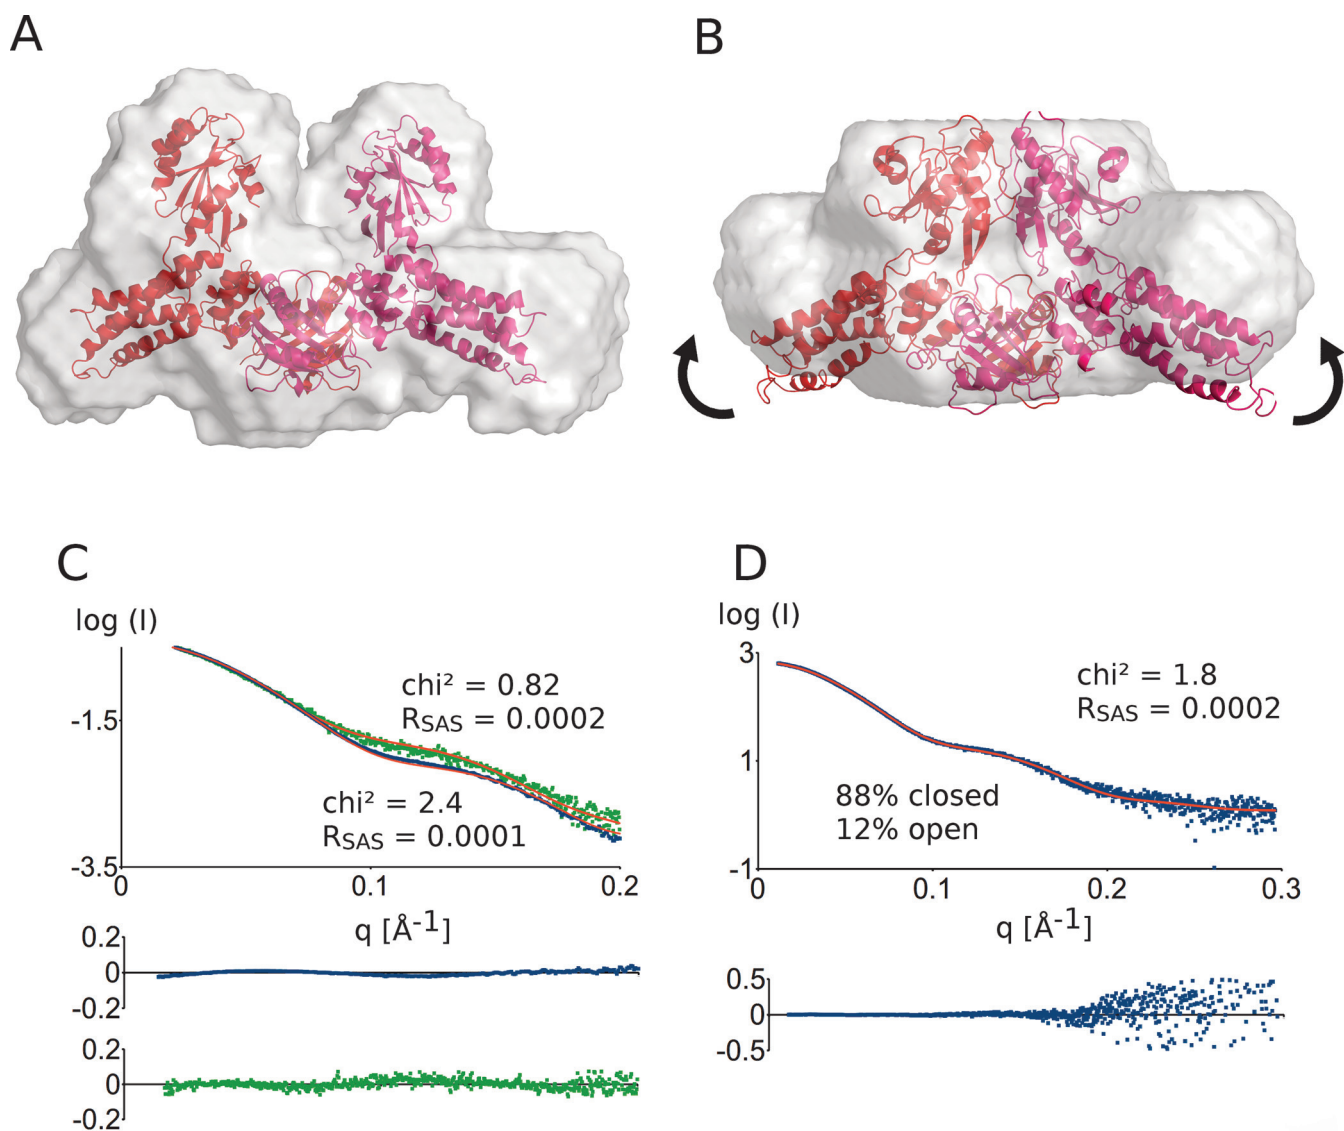 A
B
C
log (I)
chi² = 0.82
RSAS = 0.0002
-1.5
chi² = 2.4
RSAS = 0.0001
-3.5
0
0.1
0.2
q [Å-1]
0.2
0
-0.2
0.2
0
-0.2
D
log (I)
3
chi² = 1.8
RSAS = 0.0002
1
88% closed
12% open
-1
0
0.1
0.2
0.3
q [Å-1]
0.5
0
-0.5